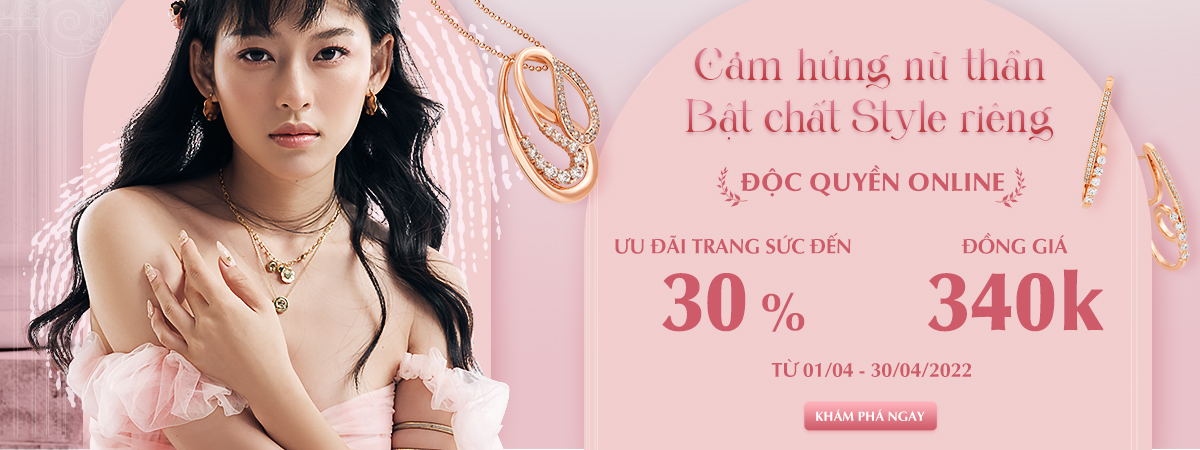 Cảm hứng nữ thần
Bật chất Style riêng
ĐỘC QUYỀN ONLINE
ƯU ĐÃI TRANG SỨC ĐẾN
30 %
ĐỒNG GIÁ
340k
TỪ 01/04 - 30/04/2022
KHÁM PHÁ NGAY